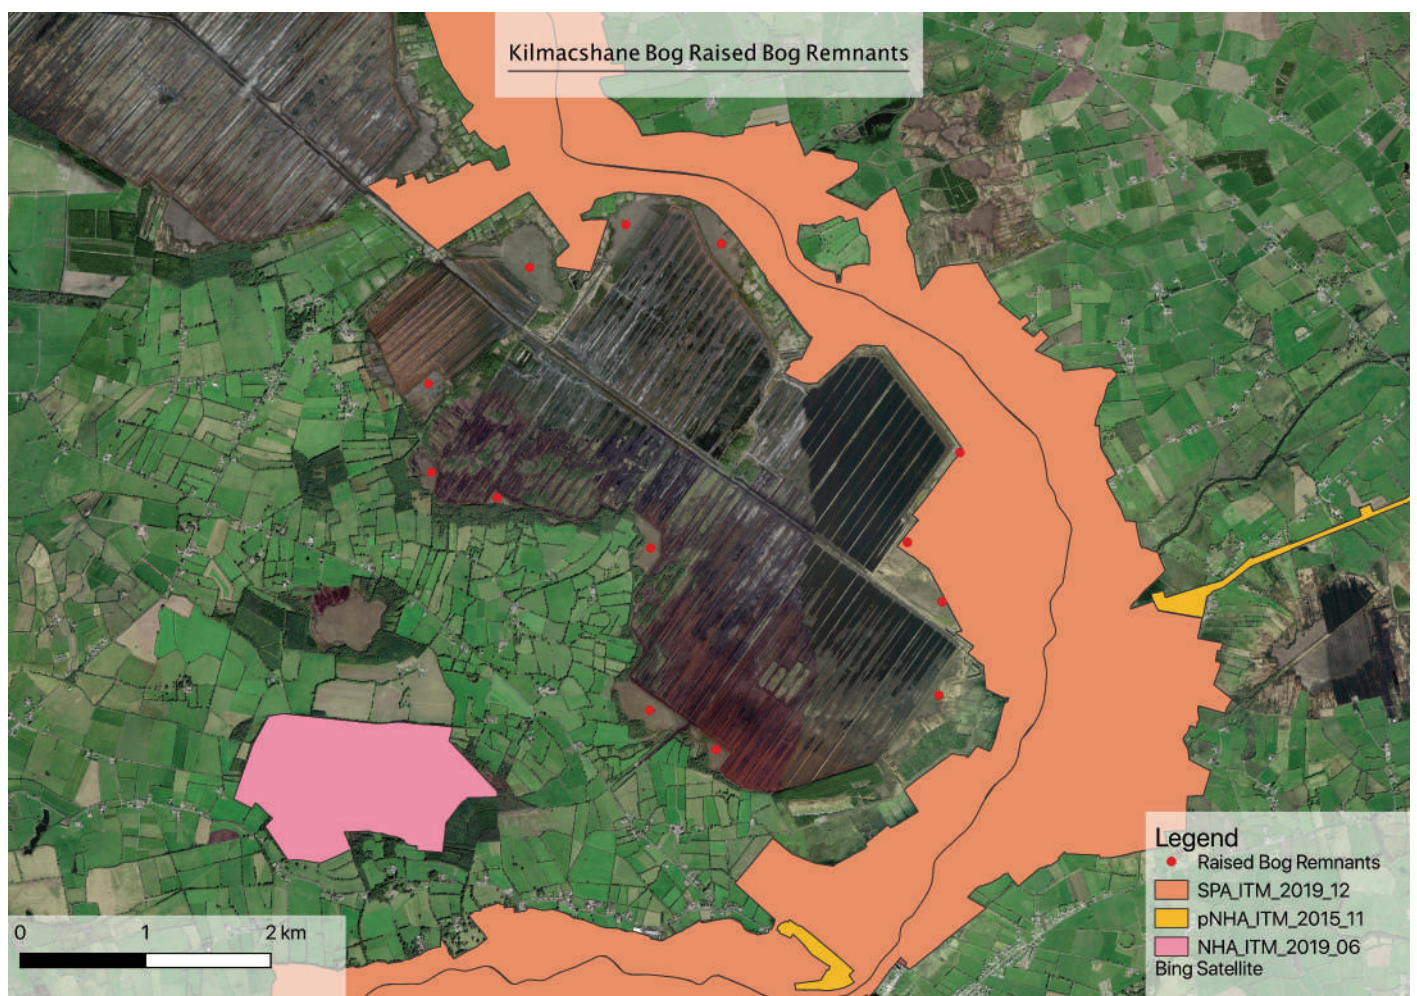 Kilmacshane Bog Raised Bog Remnants
Legend
Raised Bog Remnants
SPA_ITM_2019_12
pNHA_ITM_2015_11
NHA_ITM_2019_06
Bing Satellite
0 1 2 km